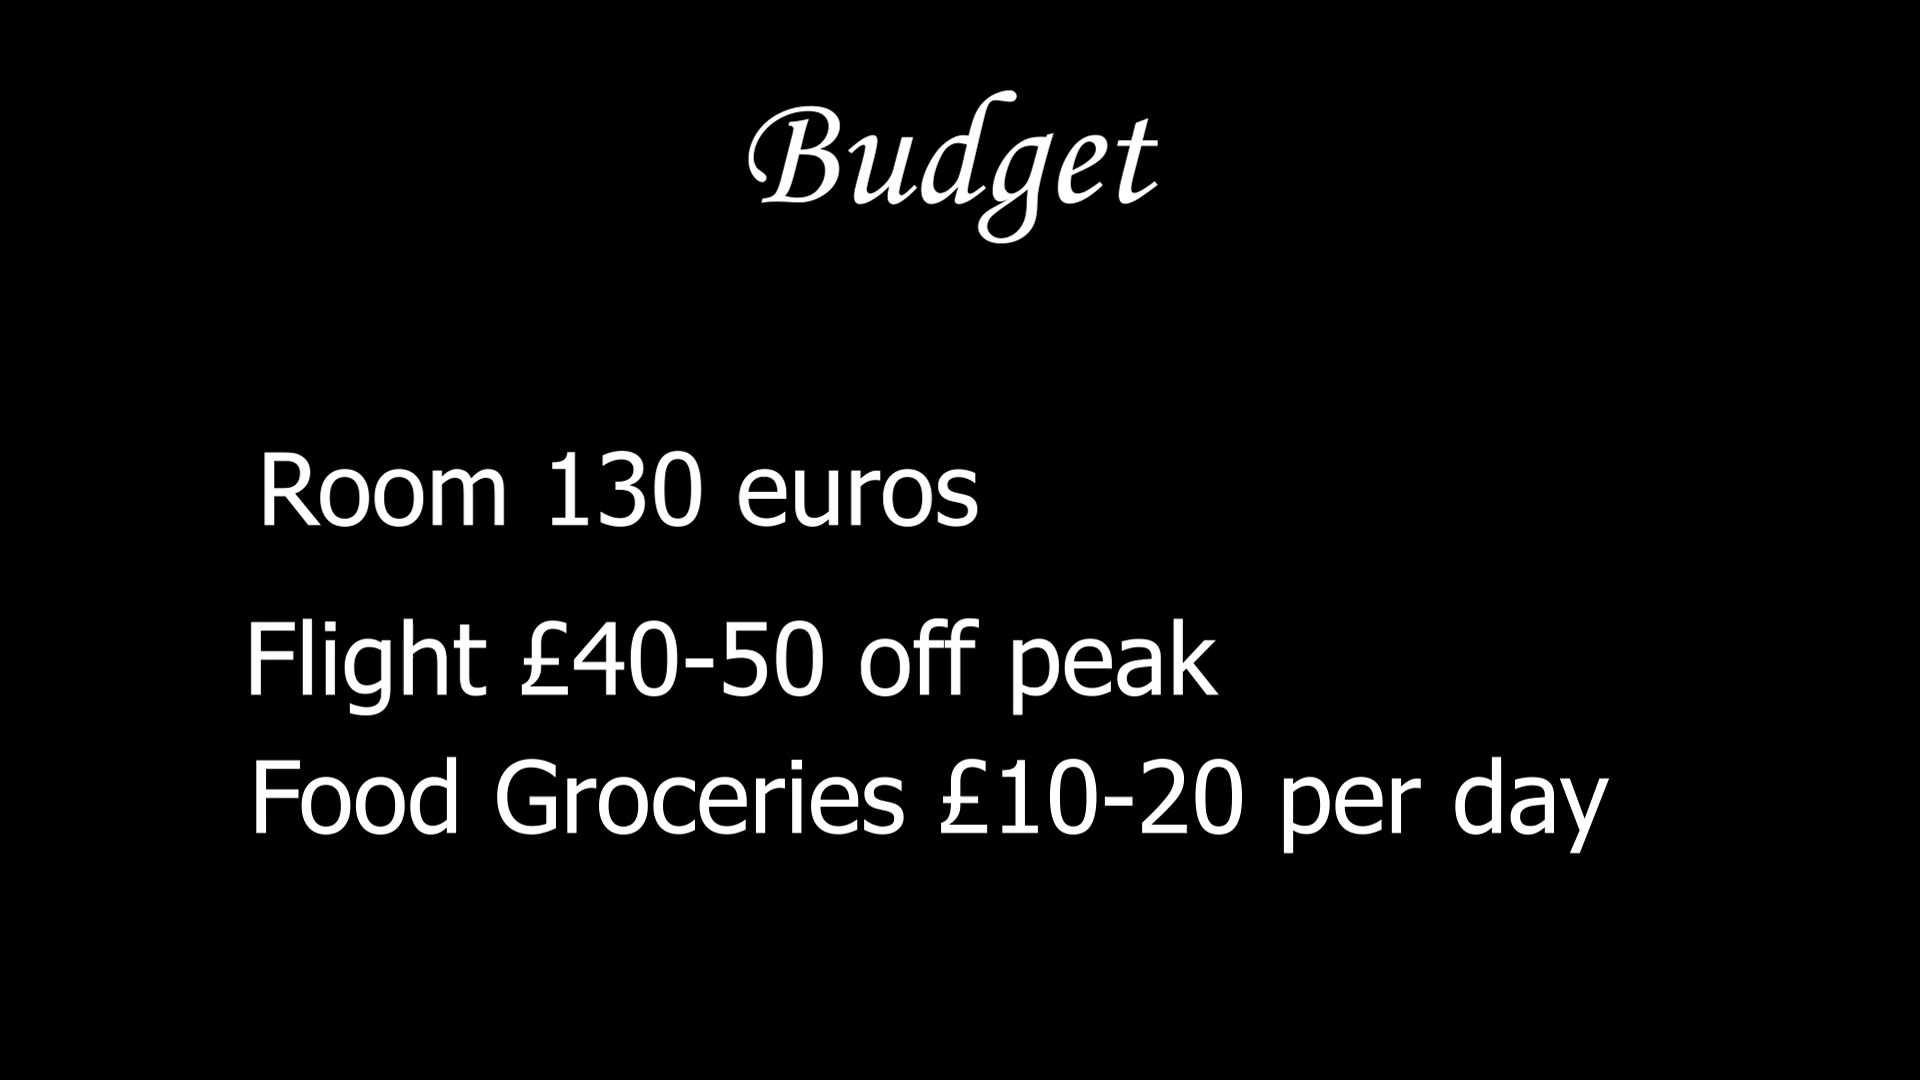 Budget
Room 130 euros
Flight £40-50 off peak
Food Groceries £10-20 per day